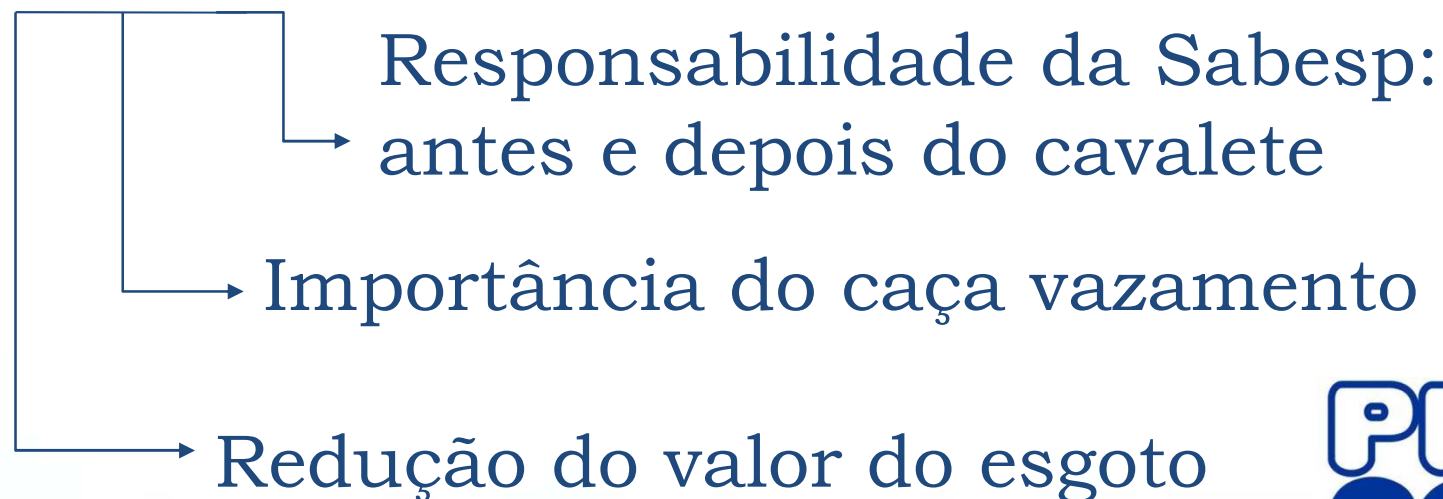 Responsabilidade da Sabesp:
antes e depois do cavalete
Importância do caça vazamento
Redução do valor do esgoto